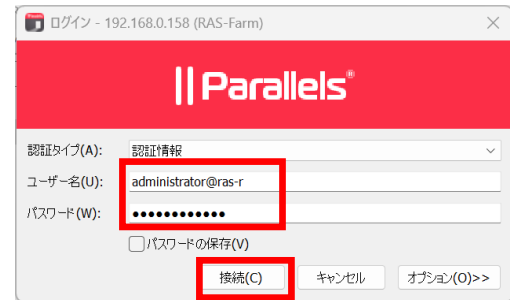 ログイン - 192.168.0.158 (RAS-Farm)
|| Parallels®
認証タイプ(A): 認証情報
ユーザー名(U): administrator@ras-r
パスワード(W): ●●●●●●●●●●●●
パスワードの保存(V)
接続(C) キャンセル オプション(O)>>